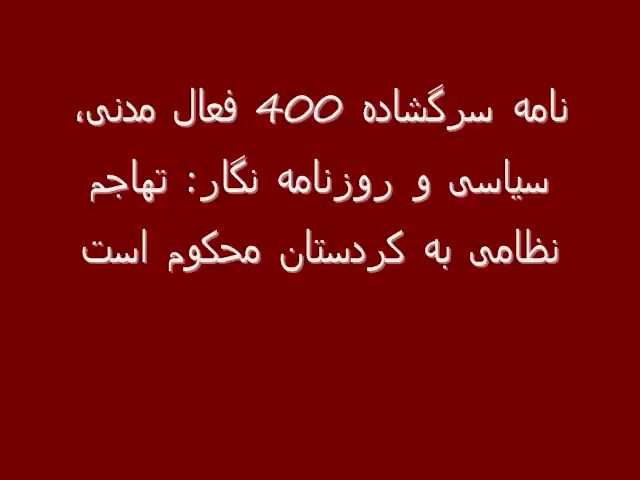 نامه سرگشاده 400 فعال مدنی،
سیاسی و روزنامه نگار: تهاجم
نظامی به کردستان محکوم است